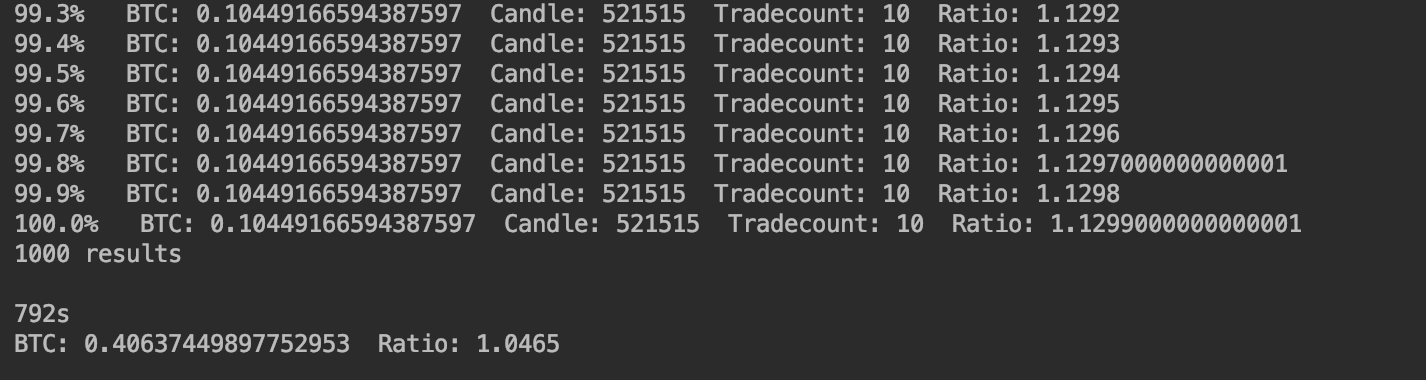 99.3%   BTC: 0.10449166594387597  Candle: 521515  Tradecount: 10  Ratio: 1.1292
99.4%   BTC: 0.10449166594387597  Candle: 521515  Tradecount: 10  Ratio: 1.1293
99.5%   BTC: 0.10449166594387597  Candle: 521515  Tradecount: 10  Ratio: 1.1294
99.6%   BTC: 0.10449166594387597  Candle: 521515  Tradecount: 10  Ratio: 1.1295
99.7%   BTC: 0.10449166594387597  Candle: 521515  Tradecount: 10  Ratio: 1.1296
99.8%   BTC: 0.10449166594387597  Candle: 521515  Tradecount: 10  Ratio: 1.1297000000000001
99.9%   BTC: 0.10449166594387597  Candle: 521515  Tradecount: 10  Ratio: 1.1298
100.0%   BTC: 0.10449166594387597  Candle: 521515  Tradecount: 10  Ratio: 1.1299000000000001
1000 results
792s
BTC: 0.40637449897752953  Ratio: 1.0465